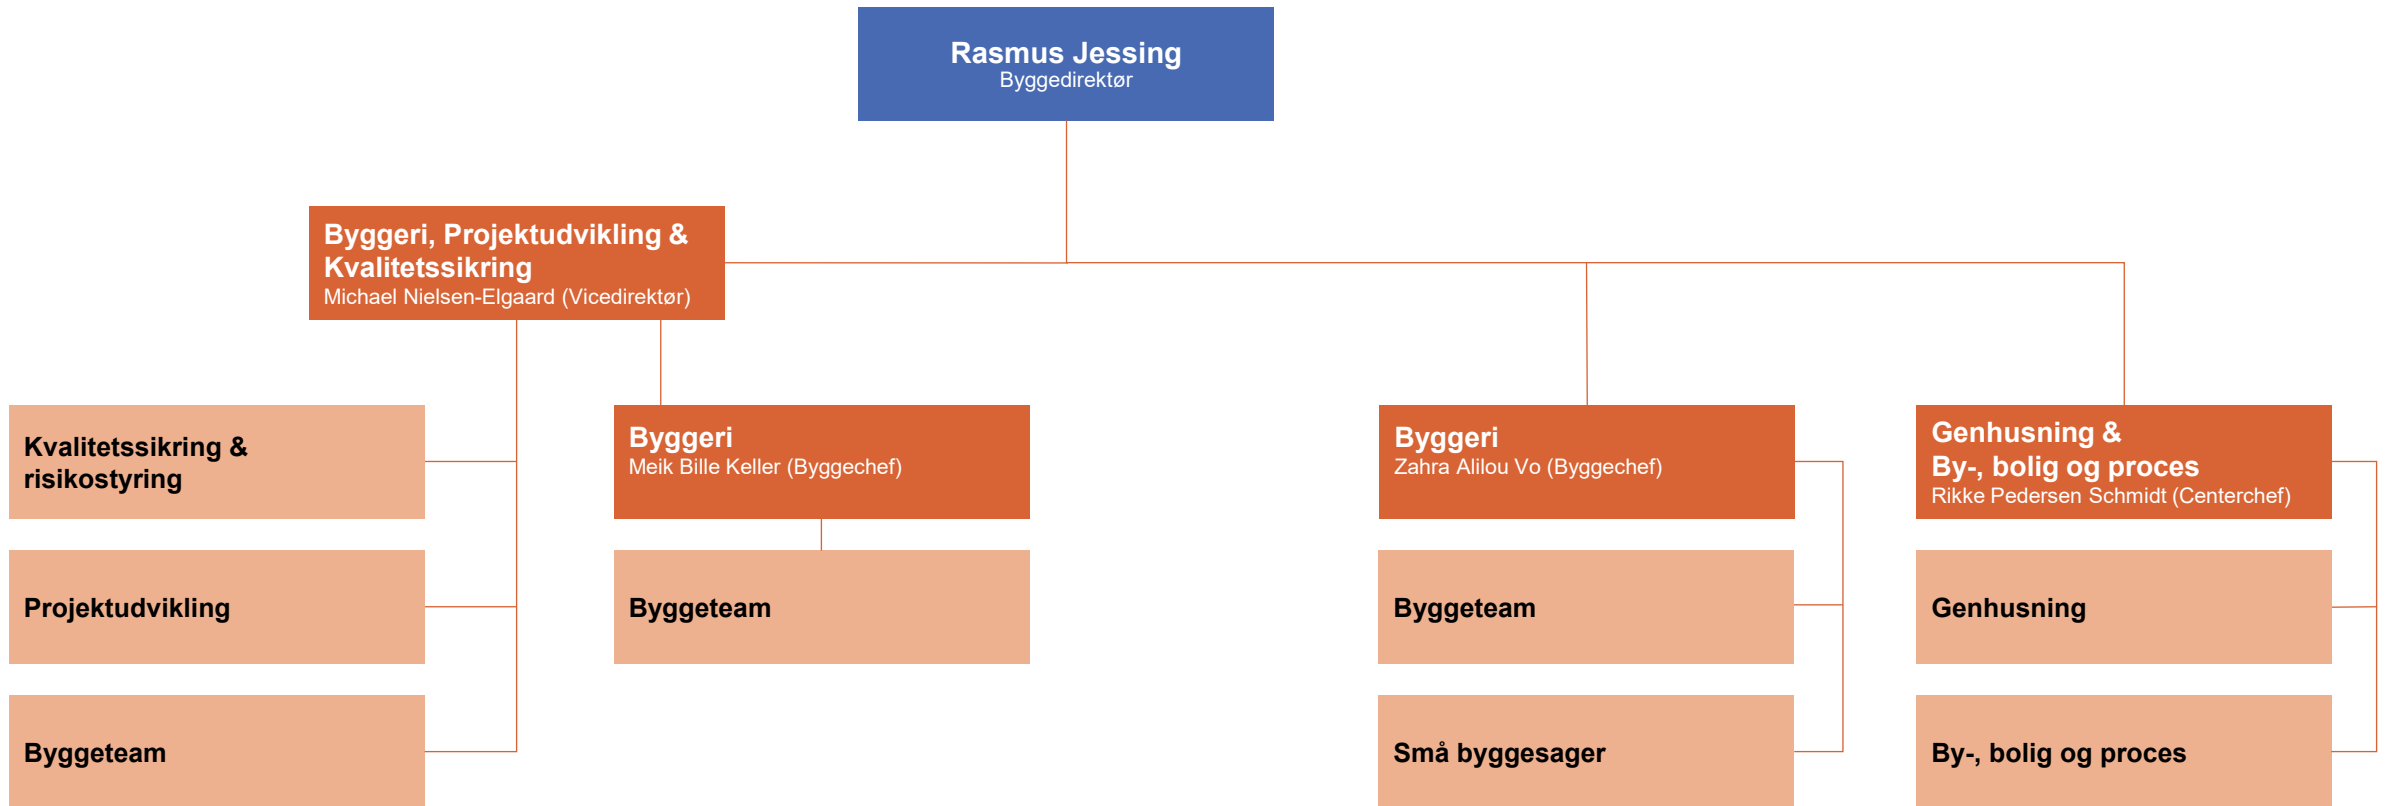 Rasmus Jessing
Byggedirektør
Byggeri, Projektudvikling &
Kvalitetssikring
Michael Nielsen-Elgaard (Vicedirektør)
Kvalitetssikring &
risikostyring
Projektudvikling
Byggeteam
Byggeri
Meik Bille Keller (Byggechef)
Byggeteam
Byggeri
Zahra Alilou Vo (Byggechef)
Byggeteam
Små byggesager
Genhusning &
By-, bolig og proces
Rikke Pedersen Schmidt (Centerchef)
Genhusning
By-, bolig og proces